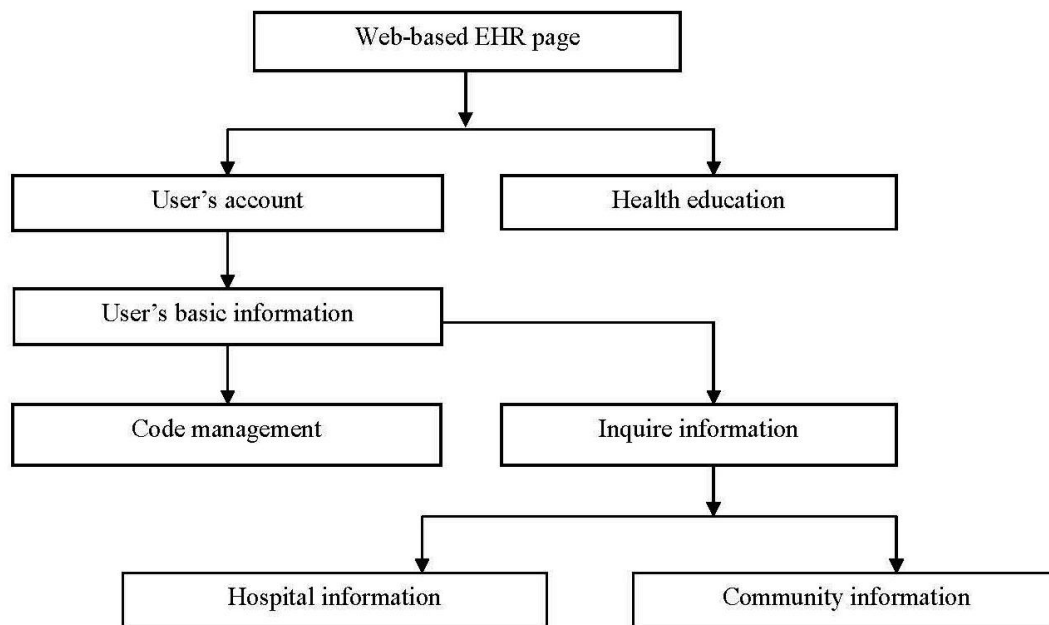 Web-based EHR page
User’s account
Health education
User’s basic information
Code management
Inquire information
Hospital information
Community information